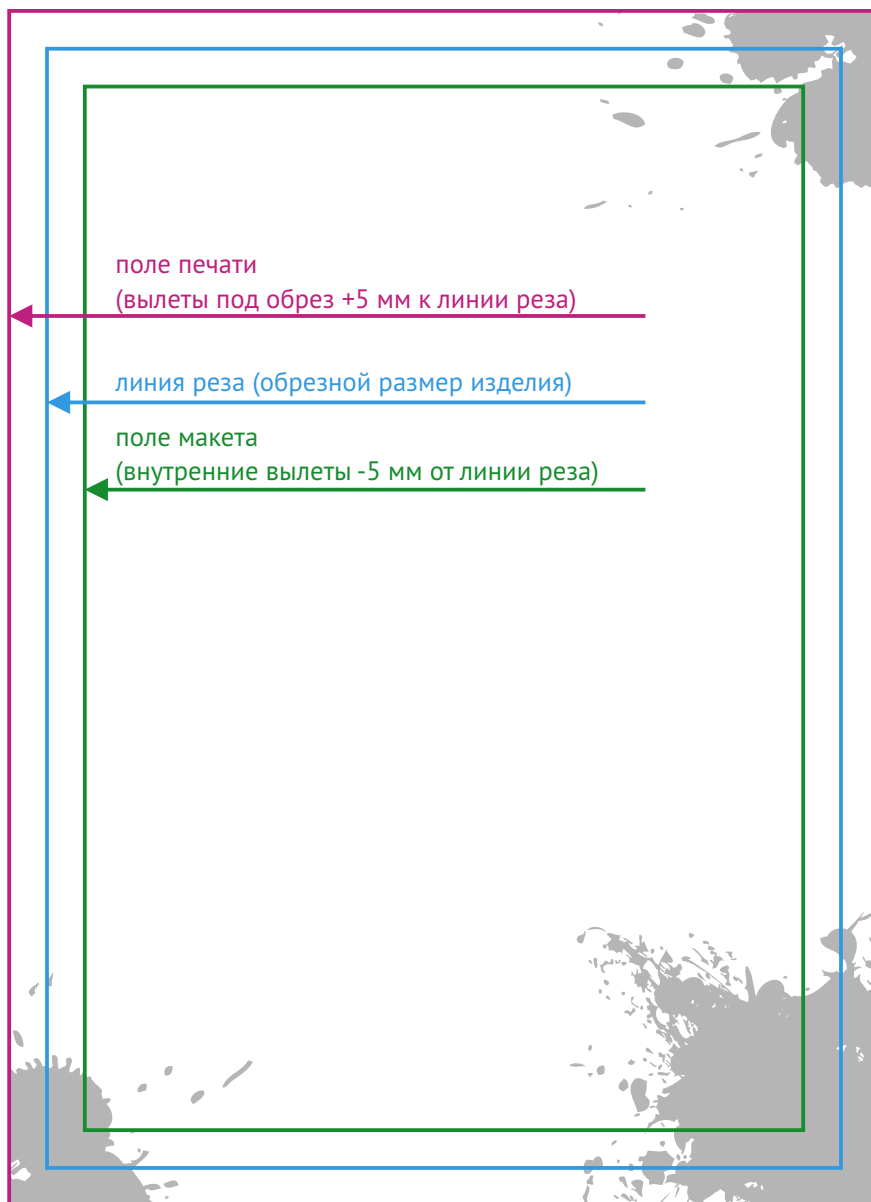 поле печати
(вылеты под обрез +5 мм к линии реза)
линия реза (обрезной размер изделия)
поле макета
(внутренние вылеты -5 мм от линии реза)